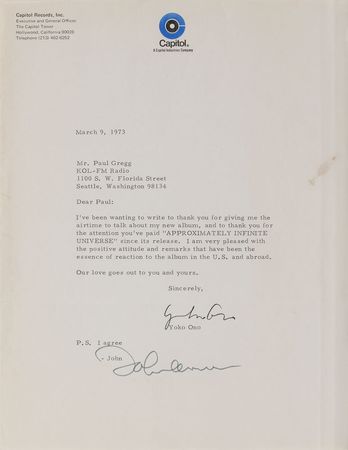 Capitol Records, Inc.
Executive and General Offices
The Capitol Tower
Hollywood, California 90028
Telephone (213) 462-6252
Capitol®
A Capitol Industries Company
March 9, 1973
Mr. Paul Gregg
KOL-FM Radio
1100 S. W. Florida Street
Seattle, Washington 98134
Dear Paul:
I've been wanting to write to thank you for giving me the
airtime to talk about my new album, and to thank you for
the attention you've paid "APPROXIMATELY INFINITE
UNIVERSE" since its release. I am very pleased with
the positive attitude and remarks that have been the
essence of reaction to the album in the U.S. and abroad.
Our love goes out to you and yours.
Sincerely,
Yoko Ono
Yoko Ono
P.S. I agree
- John
John Lennon